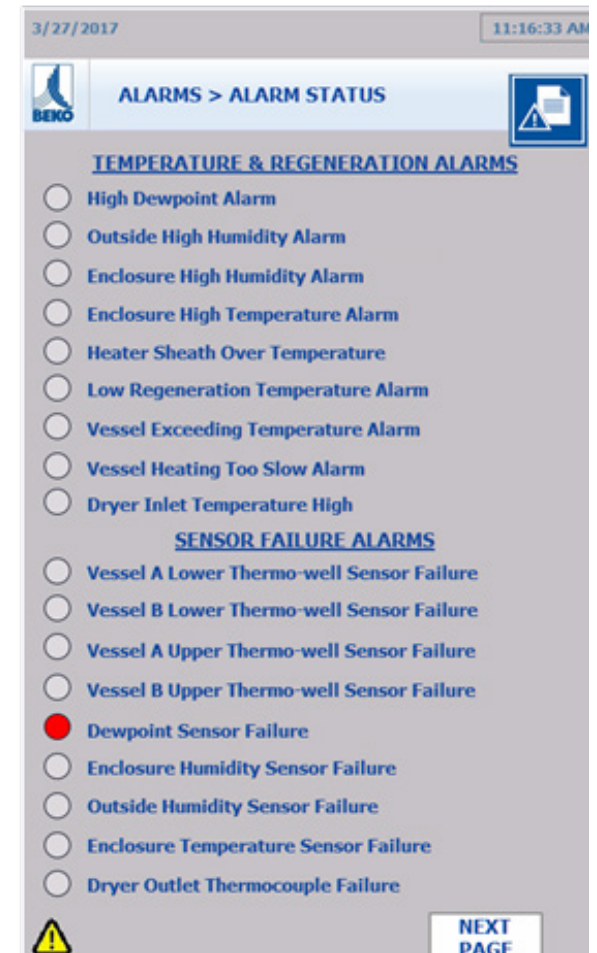 3/27/2017
11:16:33 AM
BEKO
ALARMS > ALARM STATUS
TEMPERATURE & REGENERATION ALARMS
High Dewpoint Alarm
Outside High Humidity Alarm
Enclosure High Humidity Alarm
Enclosure High Temperature Alarm
Heater Sheath Over Temperature
Low Regeneration Temperature Alarm
Vessel Exceeding Temperature Alarm
Vessel Heating Too Slow Alarm
Dryer Inlet Temperature High
SENSOR FAILURE ALARMS
Vessel A Lower Thermo-well Sensor Failure
Vessel B Lower Thermo-well Sensor Failure
Vessel A Upper Thermo-well Sensor Failure
Vessel B Upper Thermo-well Sensor Failure
Dewpoint Sensor Failure
Enclosure Humidity Sensor Failure
Outside Humidity Sensor Failure
Enclosure Temperature Sensor Failure
Dryer Outlet Thermocouple Failure
NEXT
PAGE